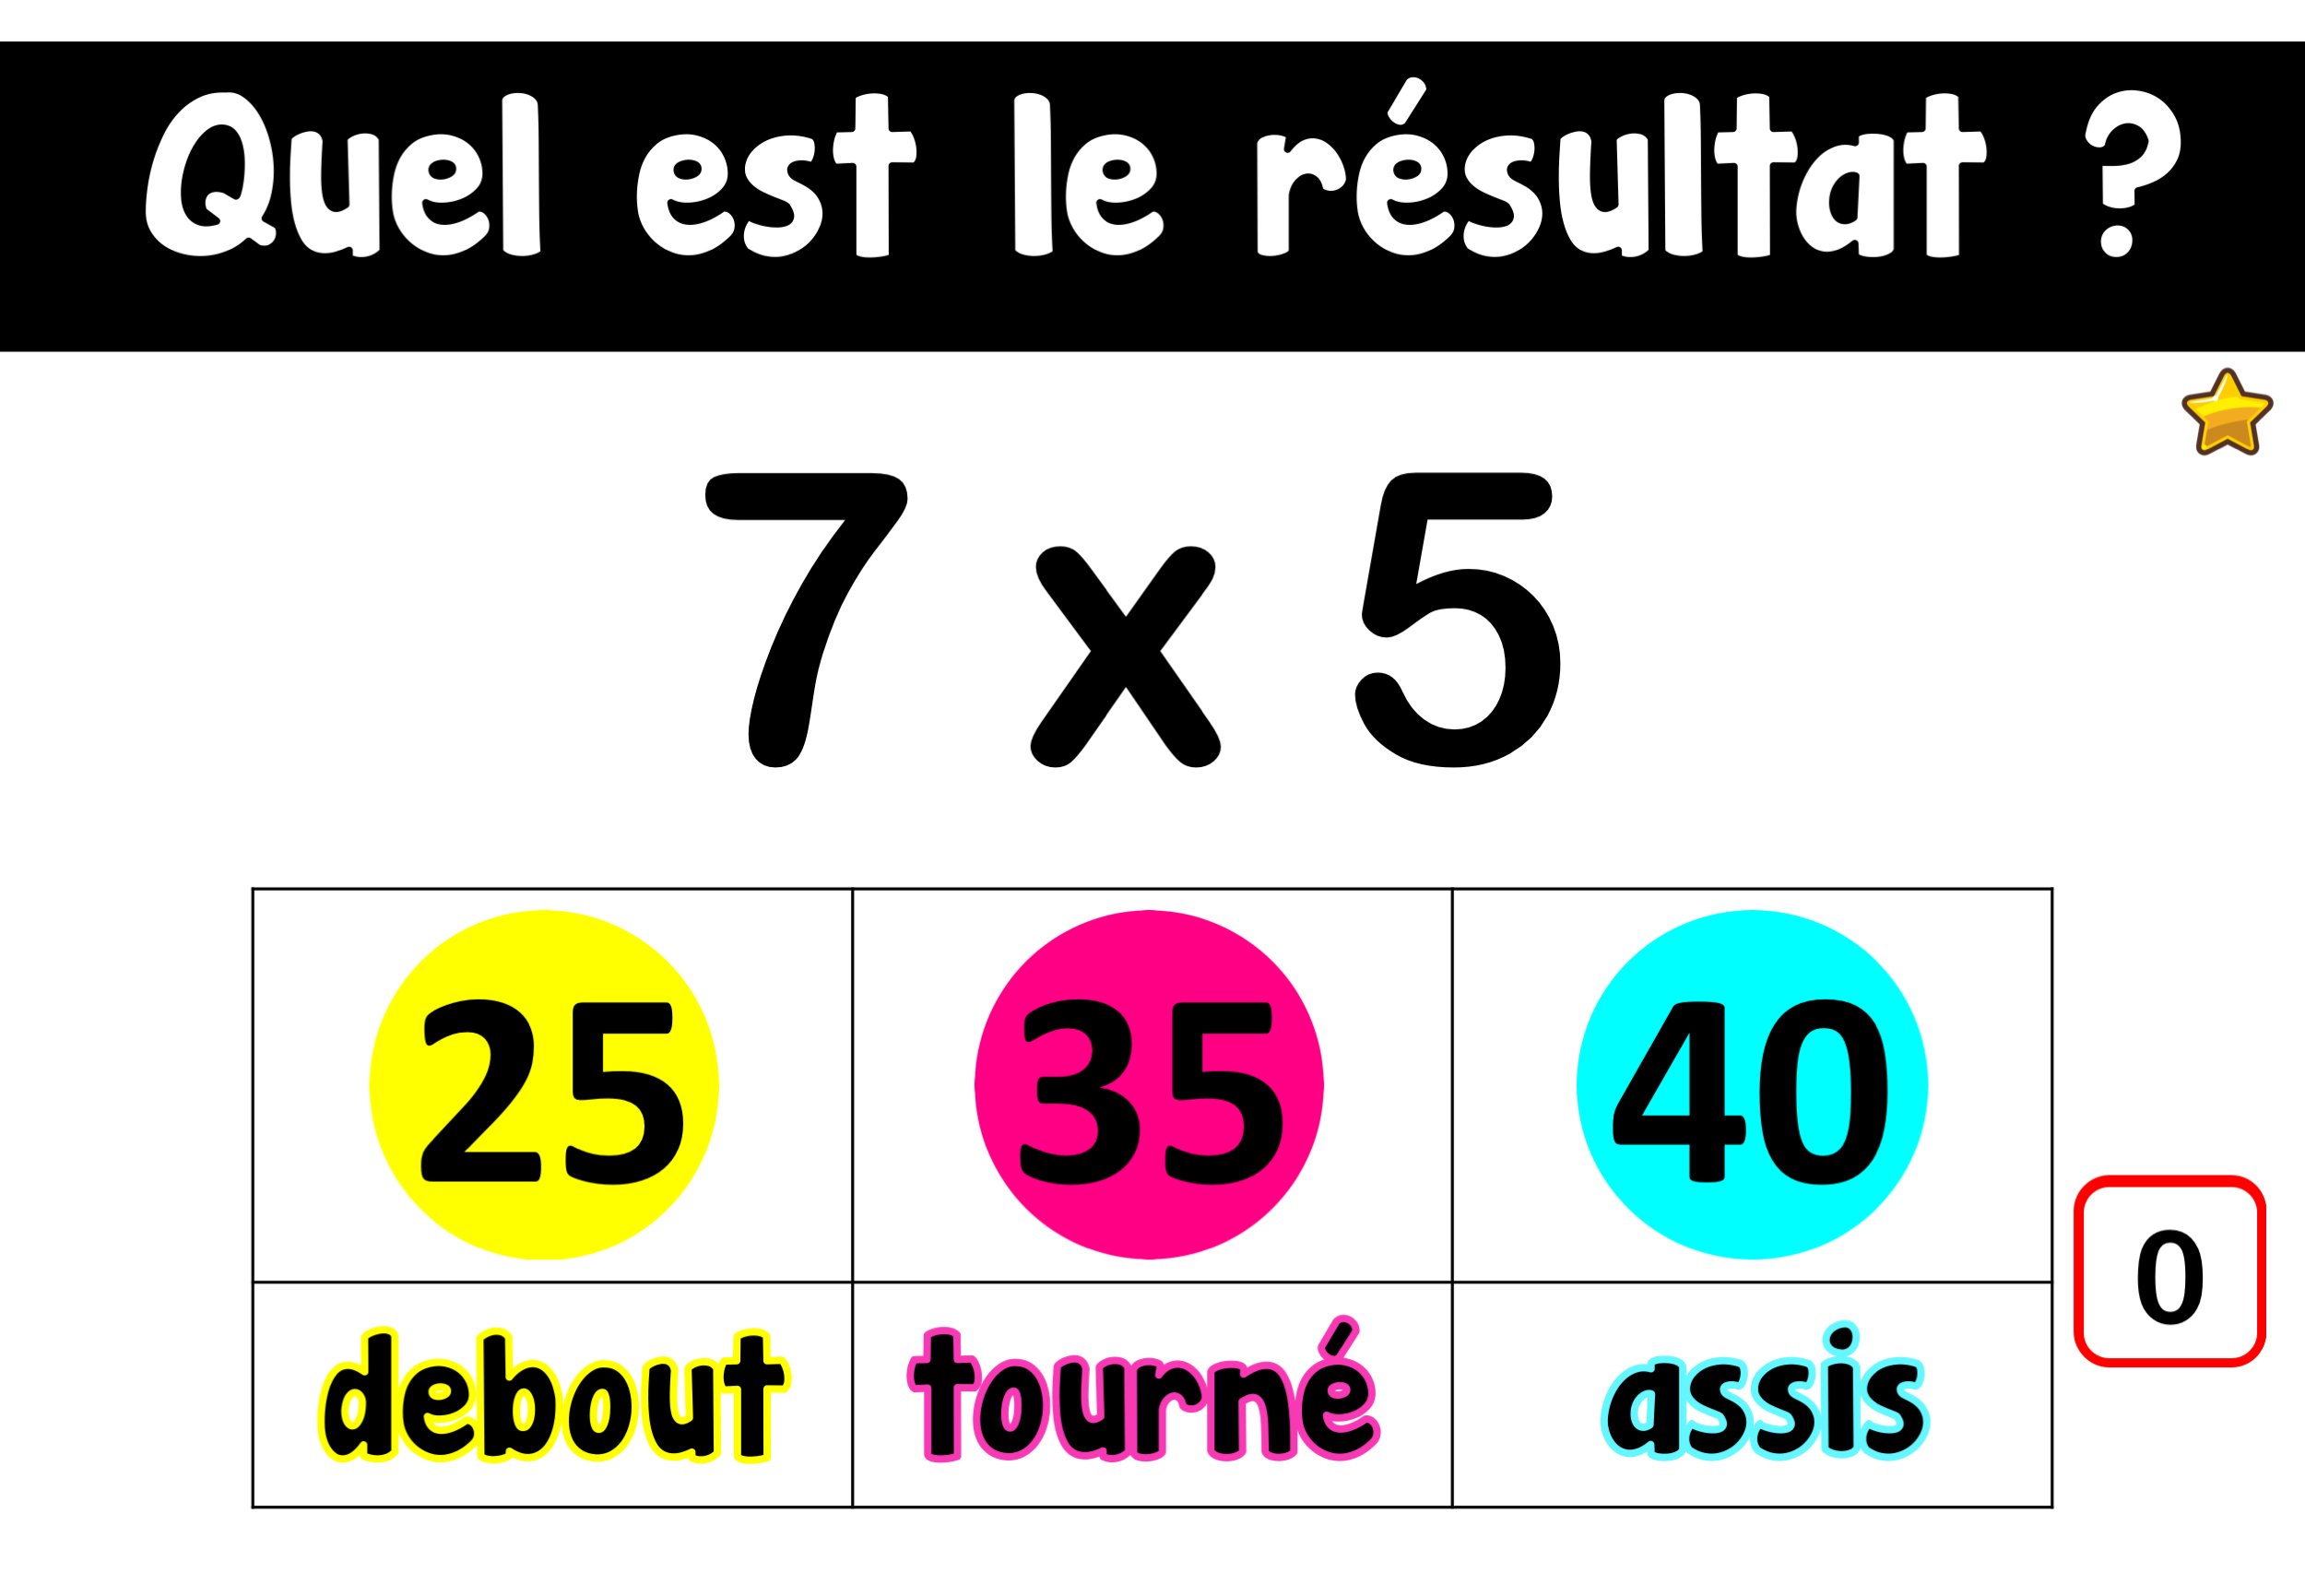 Quel est le résultat ?
7 x 5
25 35 40
0
debout tourné assis